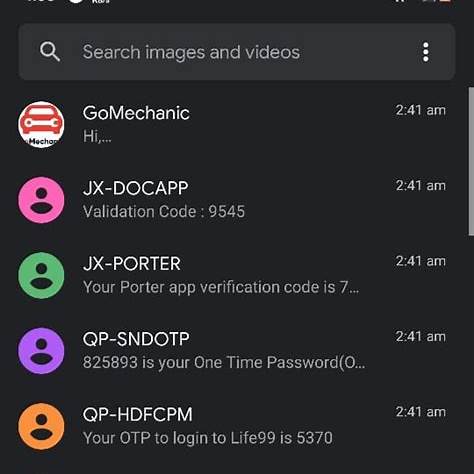 Search images and videos
GoMechanic
2:41 am
Hi,...
Mechan
JX-DOCAPP
2:41 am
Validation Code : 9545
JX-PORTER
2:41 am
Your Porter app verification code is 7...
QP-SNDOTP
2:41 am
825893 is your One Time Password(O...
QP-HDFCPM
2:41 am
Your OTP to login to Life99 is 5370